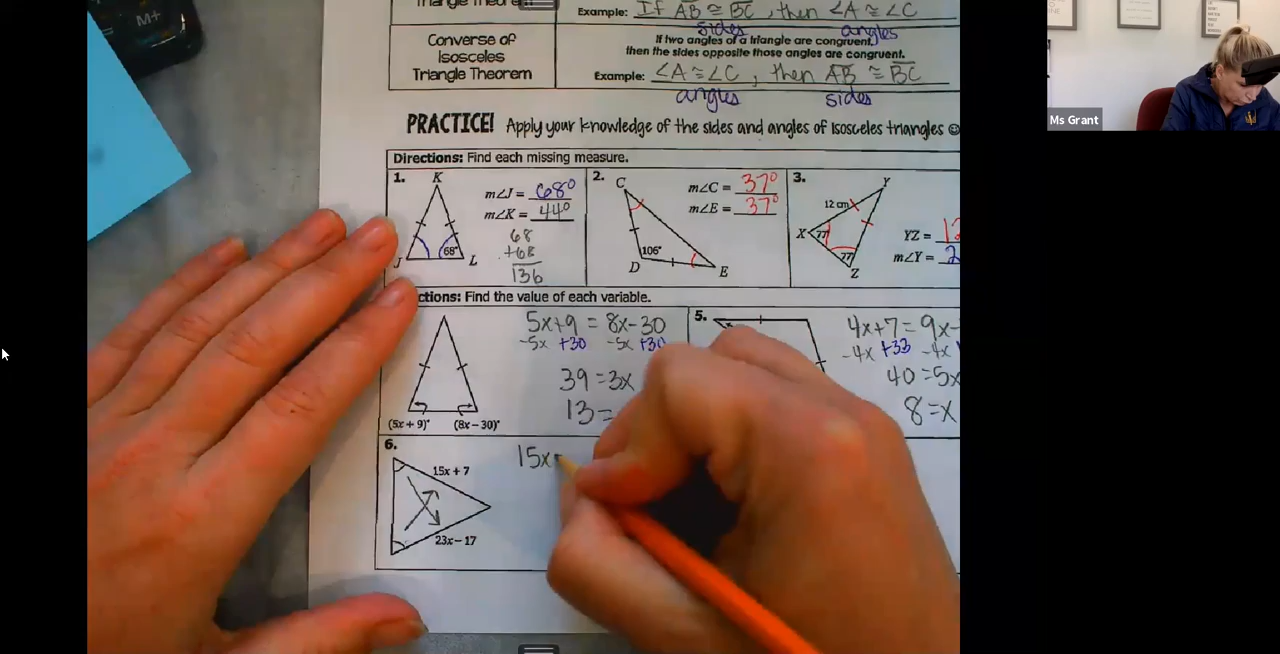 M+
Triangle Theorem
Example: If AB ≅ BC, then ∠A ≅ ∠C
sides angles
Converse of
Isosceles
Triangle Theorem
If two angles of a triangle are congruent,
then the sides opposite those angles are congruent.
Example: ∠A ≅ ∠C, then AB ≅ BC
angles sides
PRACTICE! Apply your knowledge of the sides and angles of isosceles triangles ☺
Directions: Find each missing measure.
1. K
m∠J = 68°
m∠K = 44°
68
+68
136
68°
J L
2. C
m∠C = 37°
m∠E = 37°
106°
D E
3. Y
12 cm
X 77
77
Z
YZ =
m∠Y = 2
ctions: Find the value of each variable.
5x+9 = 8x-30
-5x +30 -5x +30
39 = 3x
13 =
(5x + 9)° (8x – 30)°
5.
4x+7 = 9x-
-4x +33 -4x
40 = 5x
8 = x
6.
15x + 7
23x – 17
15x
Ms Grant